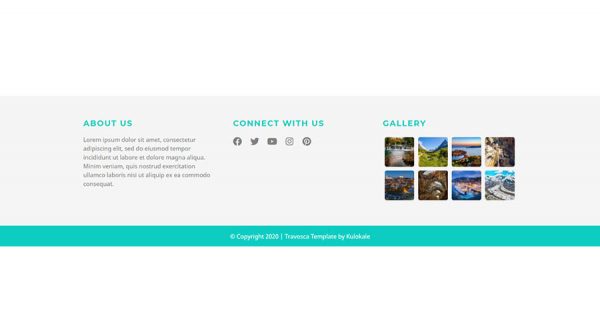 ABOUT US
Lorem ipsum dolor sit amet, consectetur
adipiscing elit, sed do eiusmod tempor
incididunt ut labore et dolore magna aliqua.
Minim veniam, quis nostrud exercitation
ullamco laboris nisi ut aliquip ex ea commodo
consequat.
CONNECT WITH US
GALLERY
© Copyright 2020 | Travosca Template by Kulokale